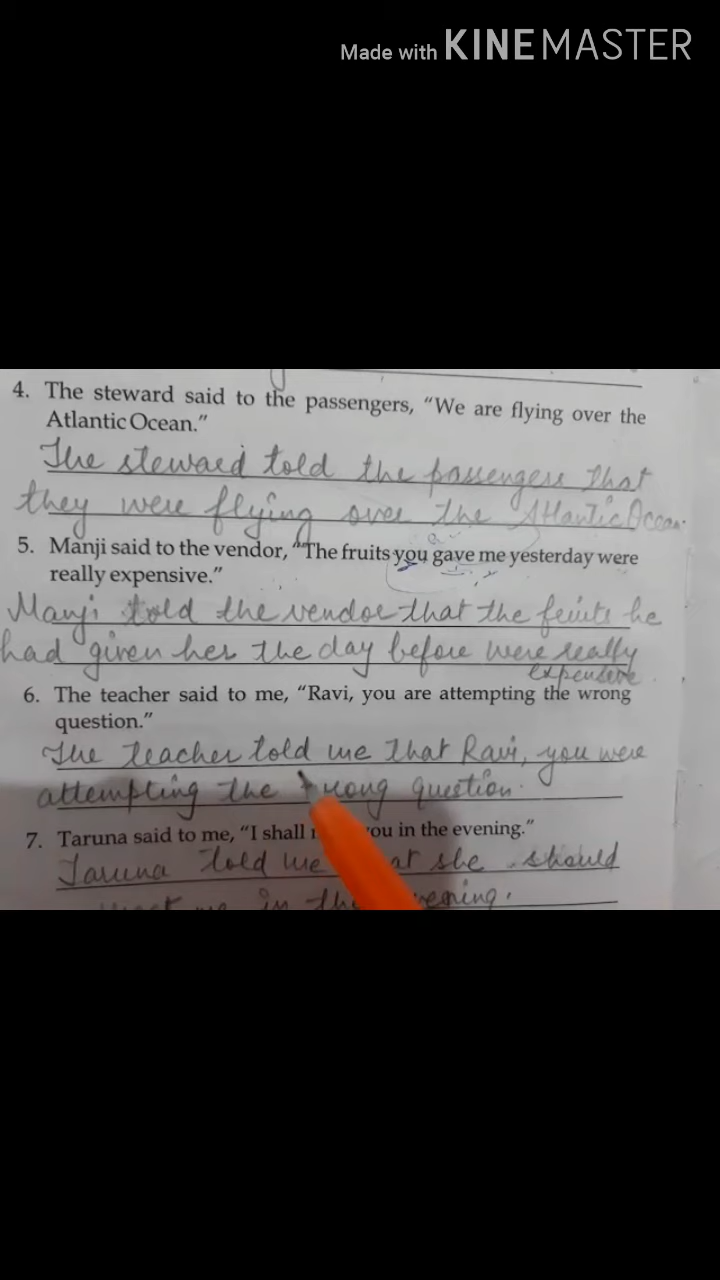 Made with KINEMASTER
4. The steward said to the passengers, "We are flying over the
Atlantic Ocean."
The steward told the passengers that
they were flying over the Atlantic Ocean.
5. Manji said to the vendor, "The fruits you gave me yesterday were
really expensive."
Manji told the vendor that the fruits he
had given her the day before were really
expensive
6. The teacher said to me, "Ravi, you are attempting the wrong
question."
The teacher told me that Ravi, you were
attempting the wrong question.
7. Taruna said to me, "I shall you in the evening."
Taruna told me she should
in the evening.